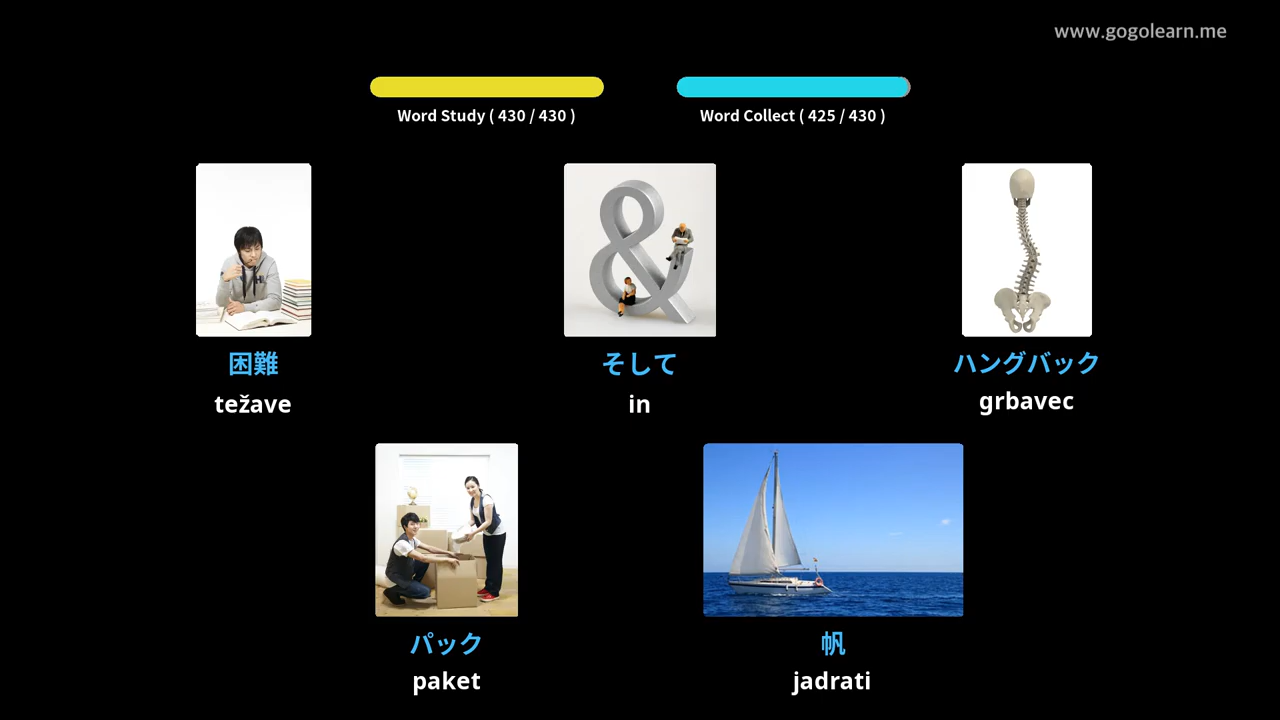 www.gogolearn.me
Word Study ( 430 / 430 )
Word Collect ( 425 / 430 )
困難
težave
そして
in
ハングバック
grbavec
パック
paket
帆
jadrati